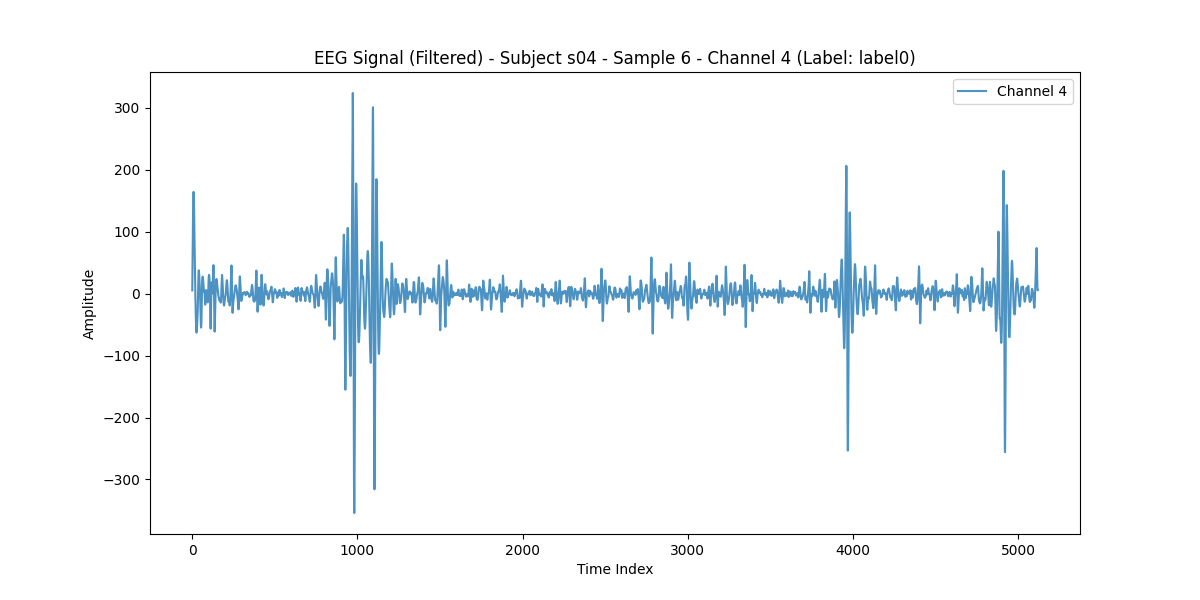 EEG Signal (Filtered) - Subject s04 - Sample 6 - Channel 4 (Label: label0)
Channel 4
300
200
100
0
−100
−200
−300
Amplitude
0 1000 2000 3000 4000 5000
Time Index